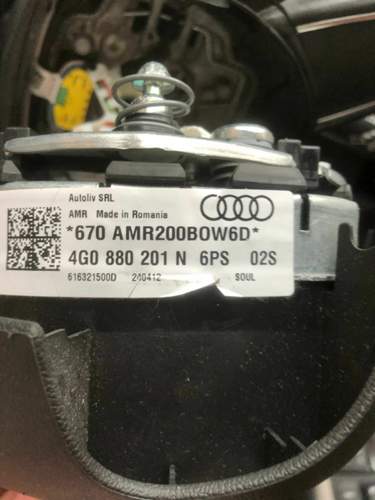 Autoliv SRL
AMR Made in Romania
*670 AMR200B0W6D*
4G0 880 201 N 6PS 02S
616321500D 240412 SOUL